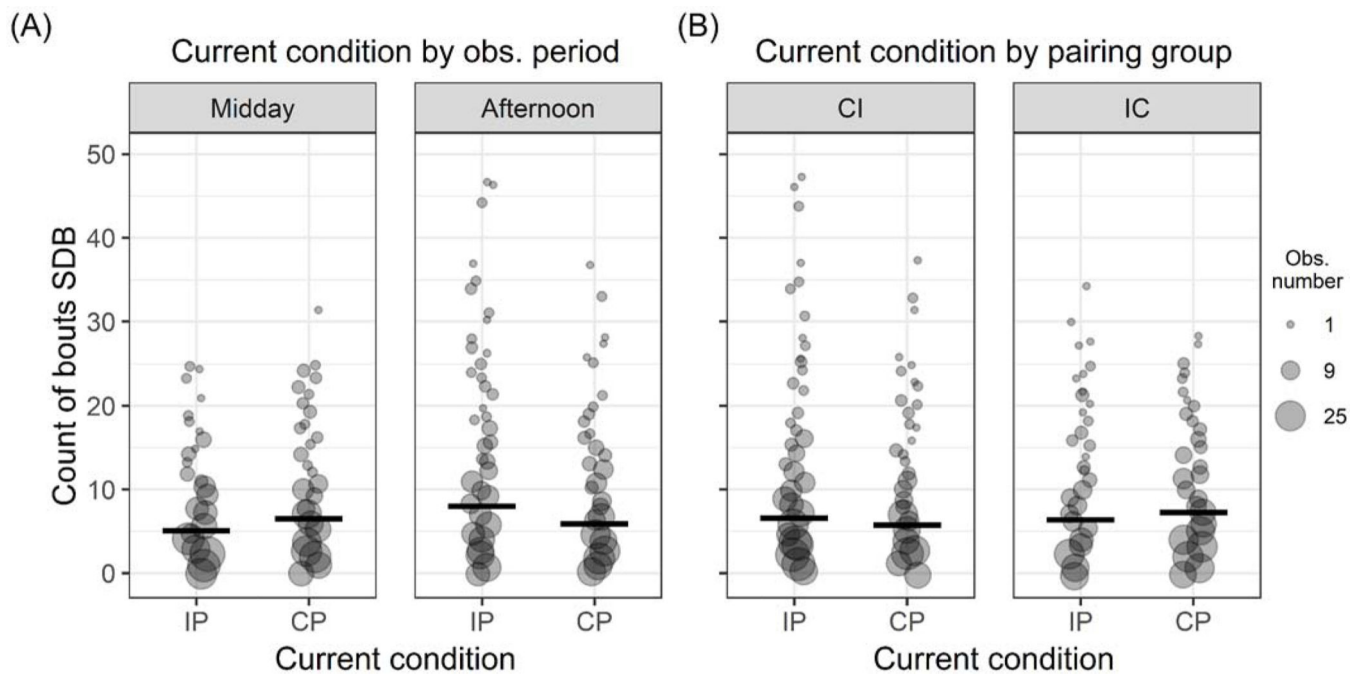 (A)
Current condition by obs. period
Midday
Afternoon
Count of bouts SDB
50
40
30
20
10
0
IP
CP
IP
CP
Current condition
(B)
Current condition by pairing group
CI
IC
IP
CP
IP
CP
Current condition
Obs.
number
1
9
25